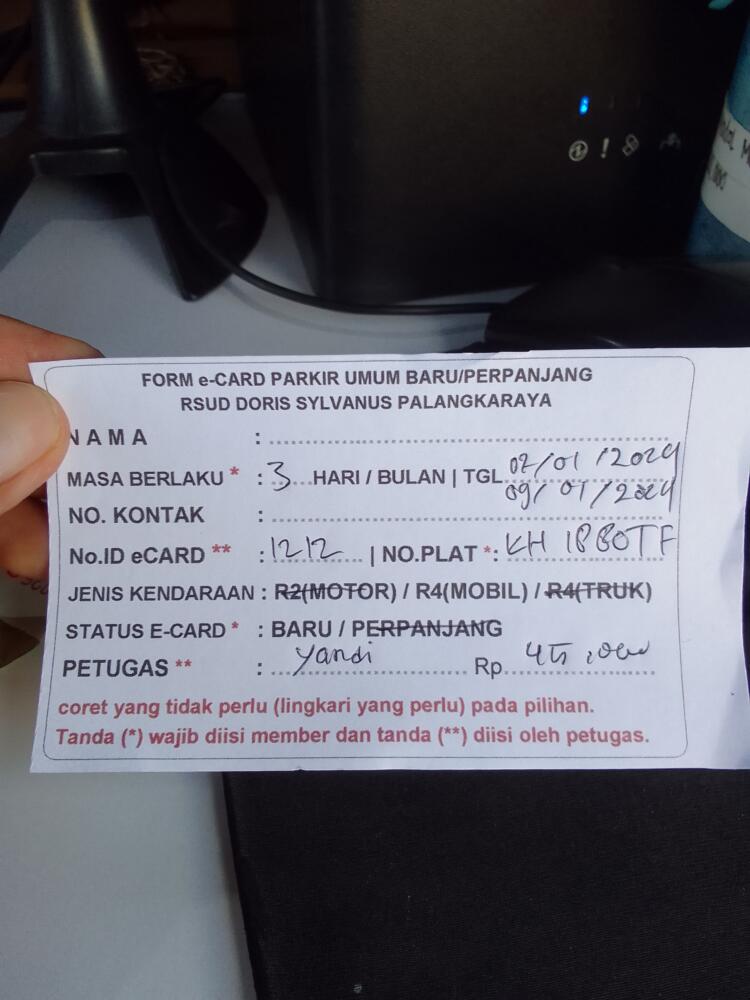 FORM e-CARD PARKIR UMUM BARU/PERPANJANG
RSUD DORIS SYLVANUS PALANGKARAYA
N A M A :
MASA BERLAKU * : 3 HARI / BULAN | TGL 02/01/2024
09/01/2024
NO. KONTAK :
No.ID eCARD ** : 1212 | NO.PLAT *: KH 1880TF
JENIS KENDARAAN : R2(MOTOR) / R4(MOBIL) / R4(TRUK)
STATUS E-CARD * : BARU / PERPANJANG
PETUGAS ** : Yandi Rp 45.000
coret yang tidak perlu (lingkari yang perlu) pada pilihan.
Tanda (*) wajib diisi member dan tanda (**) diisi oleh petugas.